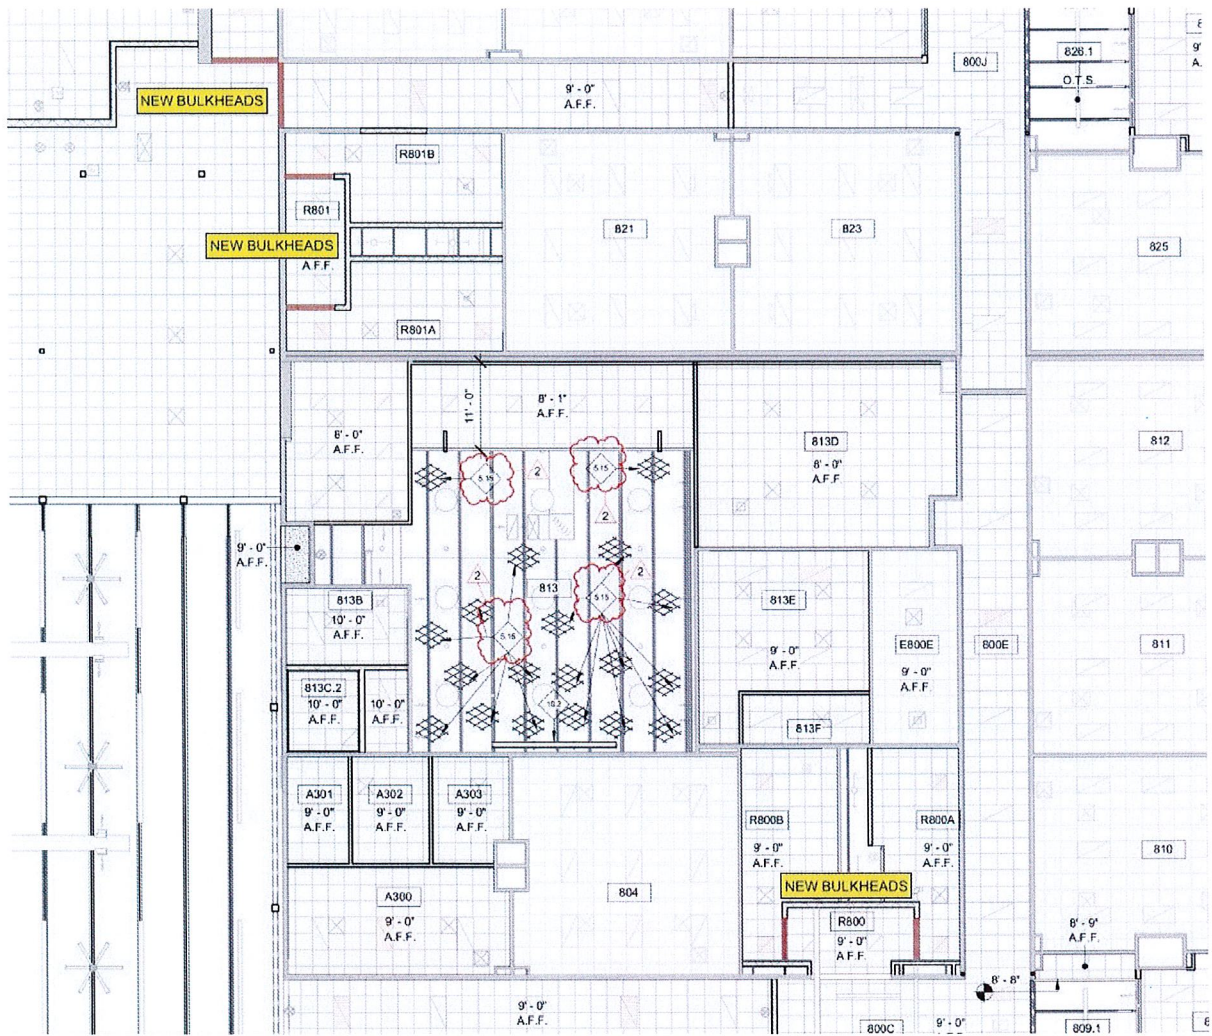 826.1
9'
A.
800J
O.T.S.
9' - 0"
A.F.F.
NEW BULKHEADS
R801B
R801
821
823
825
NEW BULKHEADS
A.F.F.
R801A
11' - 0"
8' - 1"
A.F.F.
8' - 0"
A.F.F.
813D
8' - 0"
A.F.F.
812
5.15
2
5.15
2
9' - 0"
A.F.F.
2
813
5.15
2
813B
10' - 0"
A.F.F.
813E
9' - 0"
A.F.F.
E800E
9' - 0"
A.F.F.
800E
811
5.15
813C.2
10' - 0"
A.F.F.
10' - 0"
A.F.F.
10.2
813F
A301
9' - 0"
A.F.F.
A302
9' - 0"
A.F.F.
A303
9' - 0"
A.F.F.
R800B
9' - 0"
A.F.F.
R800A
9' - 0"
A.F.F.
810
NEW BULKHEADS
A300
9' - 0"
A.F.F.
804
R800
9' - 0"
A.F.F.
8' - 9"
A.F.F.
8' - 8"
9' - 0"
A.F.F.
800C
9' - 0"
A.F.F.
809.1